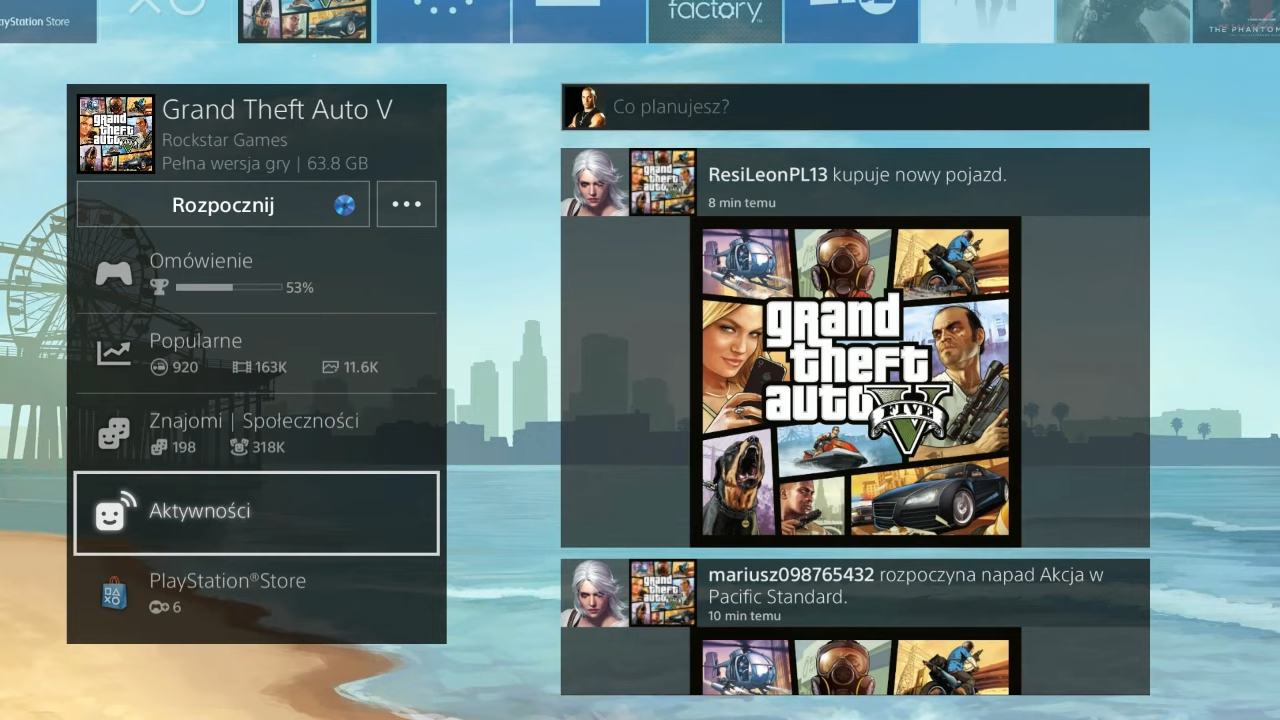 PlayStation Store
factory
THE PHANTOM
Grand Theft Auto V
Rockstar Games
Pełna wersja gry | 63.8 GB
Rozpocznij
Omówienie
53%
Popularne
920 163K 11.6K
Znajomi | Społeczności
198 318K
Aktywności
PlayStation®Store
6
Co planujesz?
ResiLeonPL13 kupuje nowy pojazd.
8 min temu
grand
theft
auto
FIVE
V
mariusz098765432 rozpoczyna napad Akcja w
Pacific Standard.
10 min temu